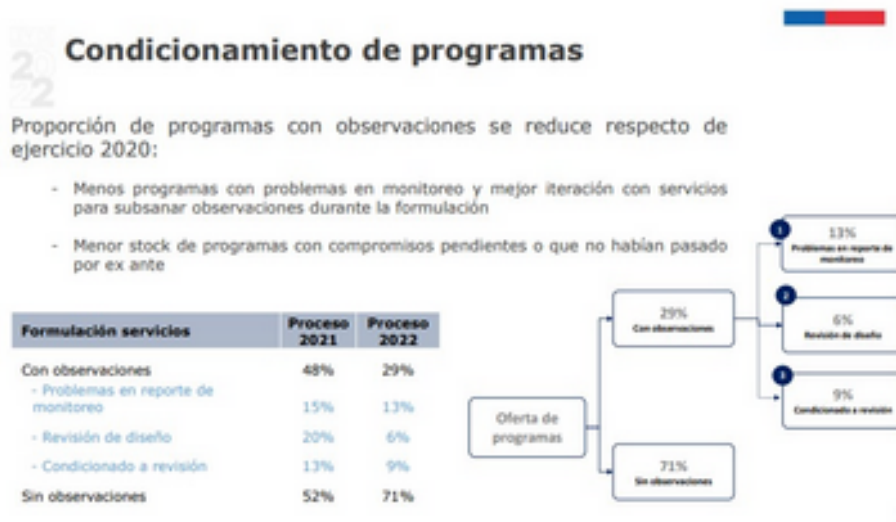 2022
Condicionamiento de programas
Proporción de programas con observaciones se reduce respecto de
ejercicio 2020:
- Menos programas con problemas en monitoreo y mejor iteración con servicios
para subsanar observaciones durante la formulación
- Menor stock de programas con compromisos pendientes o que no habían pasado
por ex ante
Formulación servicios Proceso 2021 Proceso 2022
Con observaciones 48% 29%
- Problemas en reporte de
monitoreo 15% 13%
- Revisión de diseño 20% 6%
- Condicionado a revisión 13% 9%
Sin observaciones 52% 71%
Oferta de
programas
29%
Con observaciones
71%
Sin observaciones
1
13%
Problemas en reporte de
monitoreo
2
6%
Revisión de diseño
3
9%
Condicionado a revisión